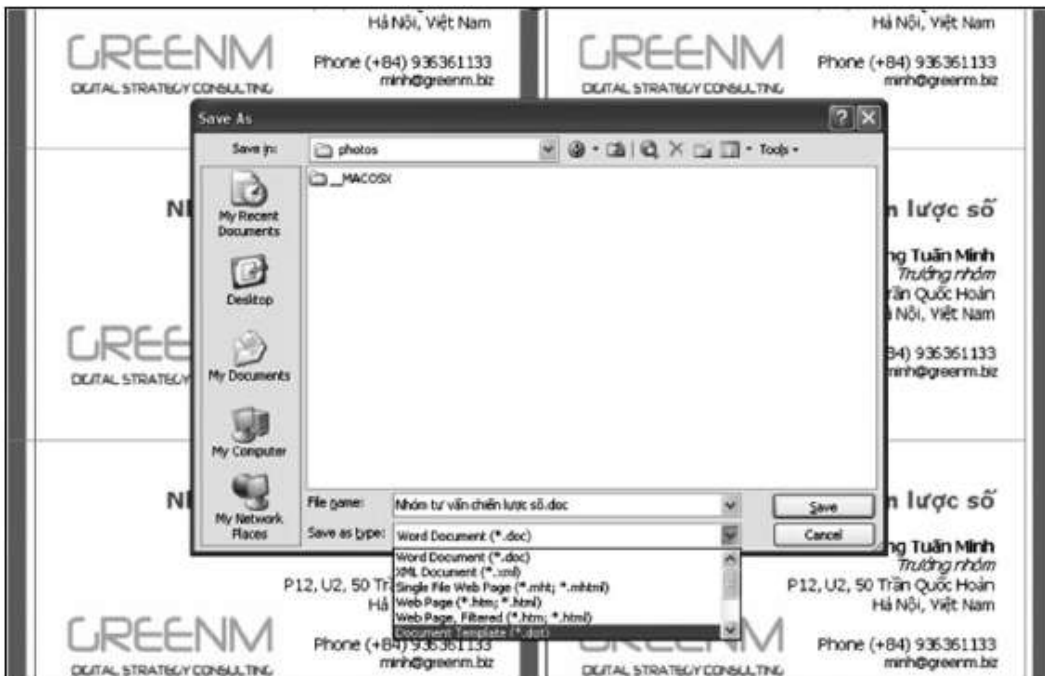 Hà Nội, Việt Nam
GREENM
Phone (+84) 936361133
DIGITAL STRATEGY CONSULTING
minh@greenm.biz
Hà Nội, Việt Nam
GREENM
Phone (+84) 936361133
DIGITAL STRATEGY CONSULTING
minh@greenm.biz
Save As
Save in:
photos
Tools
__MACOSX
My Recent
Documents
Desktop
My Documents
My Computer
My Network
Places
File name:
Nhóm tư vấn chiến lược số.doc
Save
Save as type:
Word Document (*.doc)
Cancel
Word Document (*.doc)
XML Document (*.xml)
Single File Web Page (*.mht; *.mhtml)
Web Page (*.htm; *.html)
Web Page, Filtered (*.htm; *.html)
Document Template (*.dot)
GREE
DIGITAL STRATEGY
lược số
ng Tuấn Minh
Trưởng nhóm
rần Quốc Hoàn
Nội, Việt Nam
84) 936361133
minh@greenm.biz
P12, U2, 50 Tr
Hà
GREENM
Phone (+84) 936361133
DIGITAL STRATEGY CONSULTING
minh@greenm.biz
lược số
ng Tuấn Minh
Trưởng nhóm
P12, U2, 50 Trần Quốc Hoàn
Hà Nội, Việt Nam
GREENM
Phone (+84) 936361133
DIGITAL STRATEGY CONSULTING
minh@greenm.biz